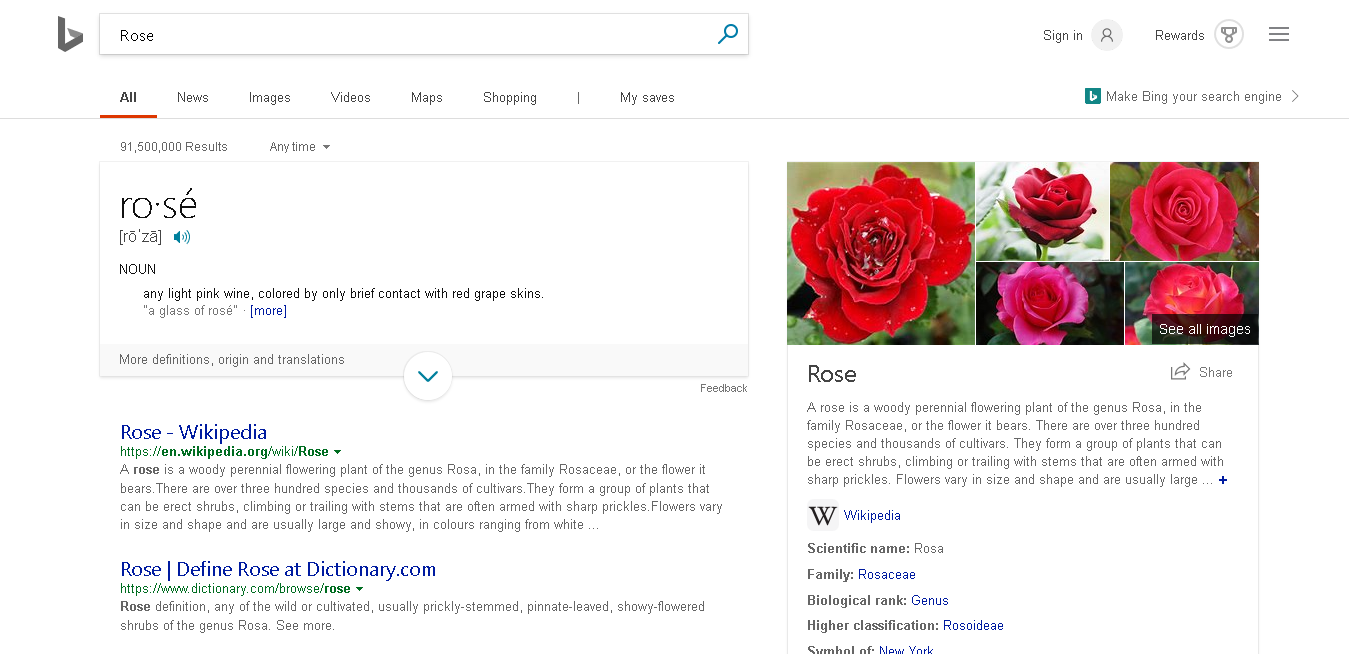 Rose
Sign in
Rewards
All News Images Videos Maps Shopping | My saves
Make Bing your search engine
91,500,000 Results Any time
ro·sé
[rōˈzā]
NOUN
any light pink wine, colored by only brief contact with red grape skins.
"a glass of rosé" · [more]
More definitions, origin and translations
Feedback
Rose - Wikipedia
https://en.wikipedia.org/wiki/Rose
A rose is a woody perennial flowering plant of the genus Rosa, in the family Rosaceae, or the flower it
bears.There are over three hundred species and thousands of cultivars.They form a group of plants that
can be erect shrubs, climbing or trailing with stems that are often armed with sharp prickles.Flowers vary
in size and shape and are usually large and showy, in colours ranging from white ...
Rose | Define Rose at Dictionary.com
https://www.dictionary.com/browse/rose
Rose definition, any of the wild or cultivated, usually prickly-stemmed, pinnate-leaved, showy-flowered
shrubs of the genus Rosa. See more.
See all images
Rose
Share
A rose is a woody perennial flowering plant of the genus Rosa, in the
family Rosaceae, or the flower it bears. There are over three hundred
species and thousands of cultivars. They form a group of plants that can
be erect shrubs, climbing or trailing with stems that are often armed with
sharp prickles. Flowers vary in size and shape and are usually large ... +
W Wikipedia
Scientific name: Rosa
Family: Rosaceae
Biological rank: Genus
Higher classification: Rosoideae
Symbol of: New York